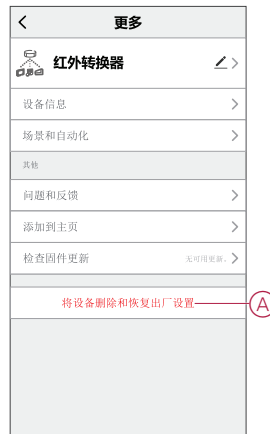 更多
红外转换器
设备信息
场景和自动化
其他
问题和反馈
添加到主页
检查固件更新 无可用更新。
将设备删除和恢复出厂设置 A